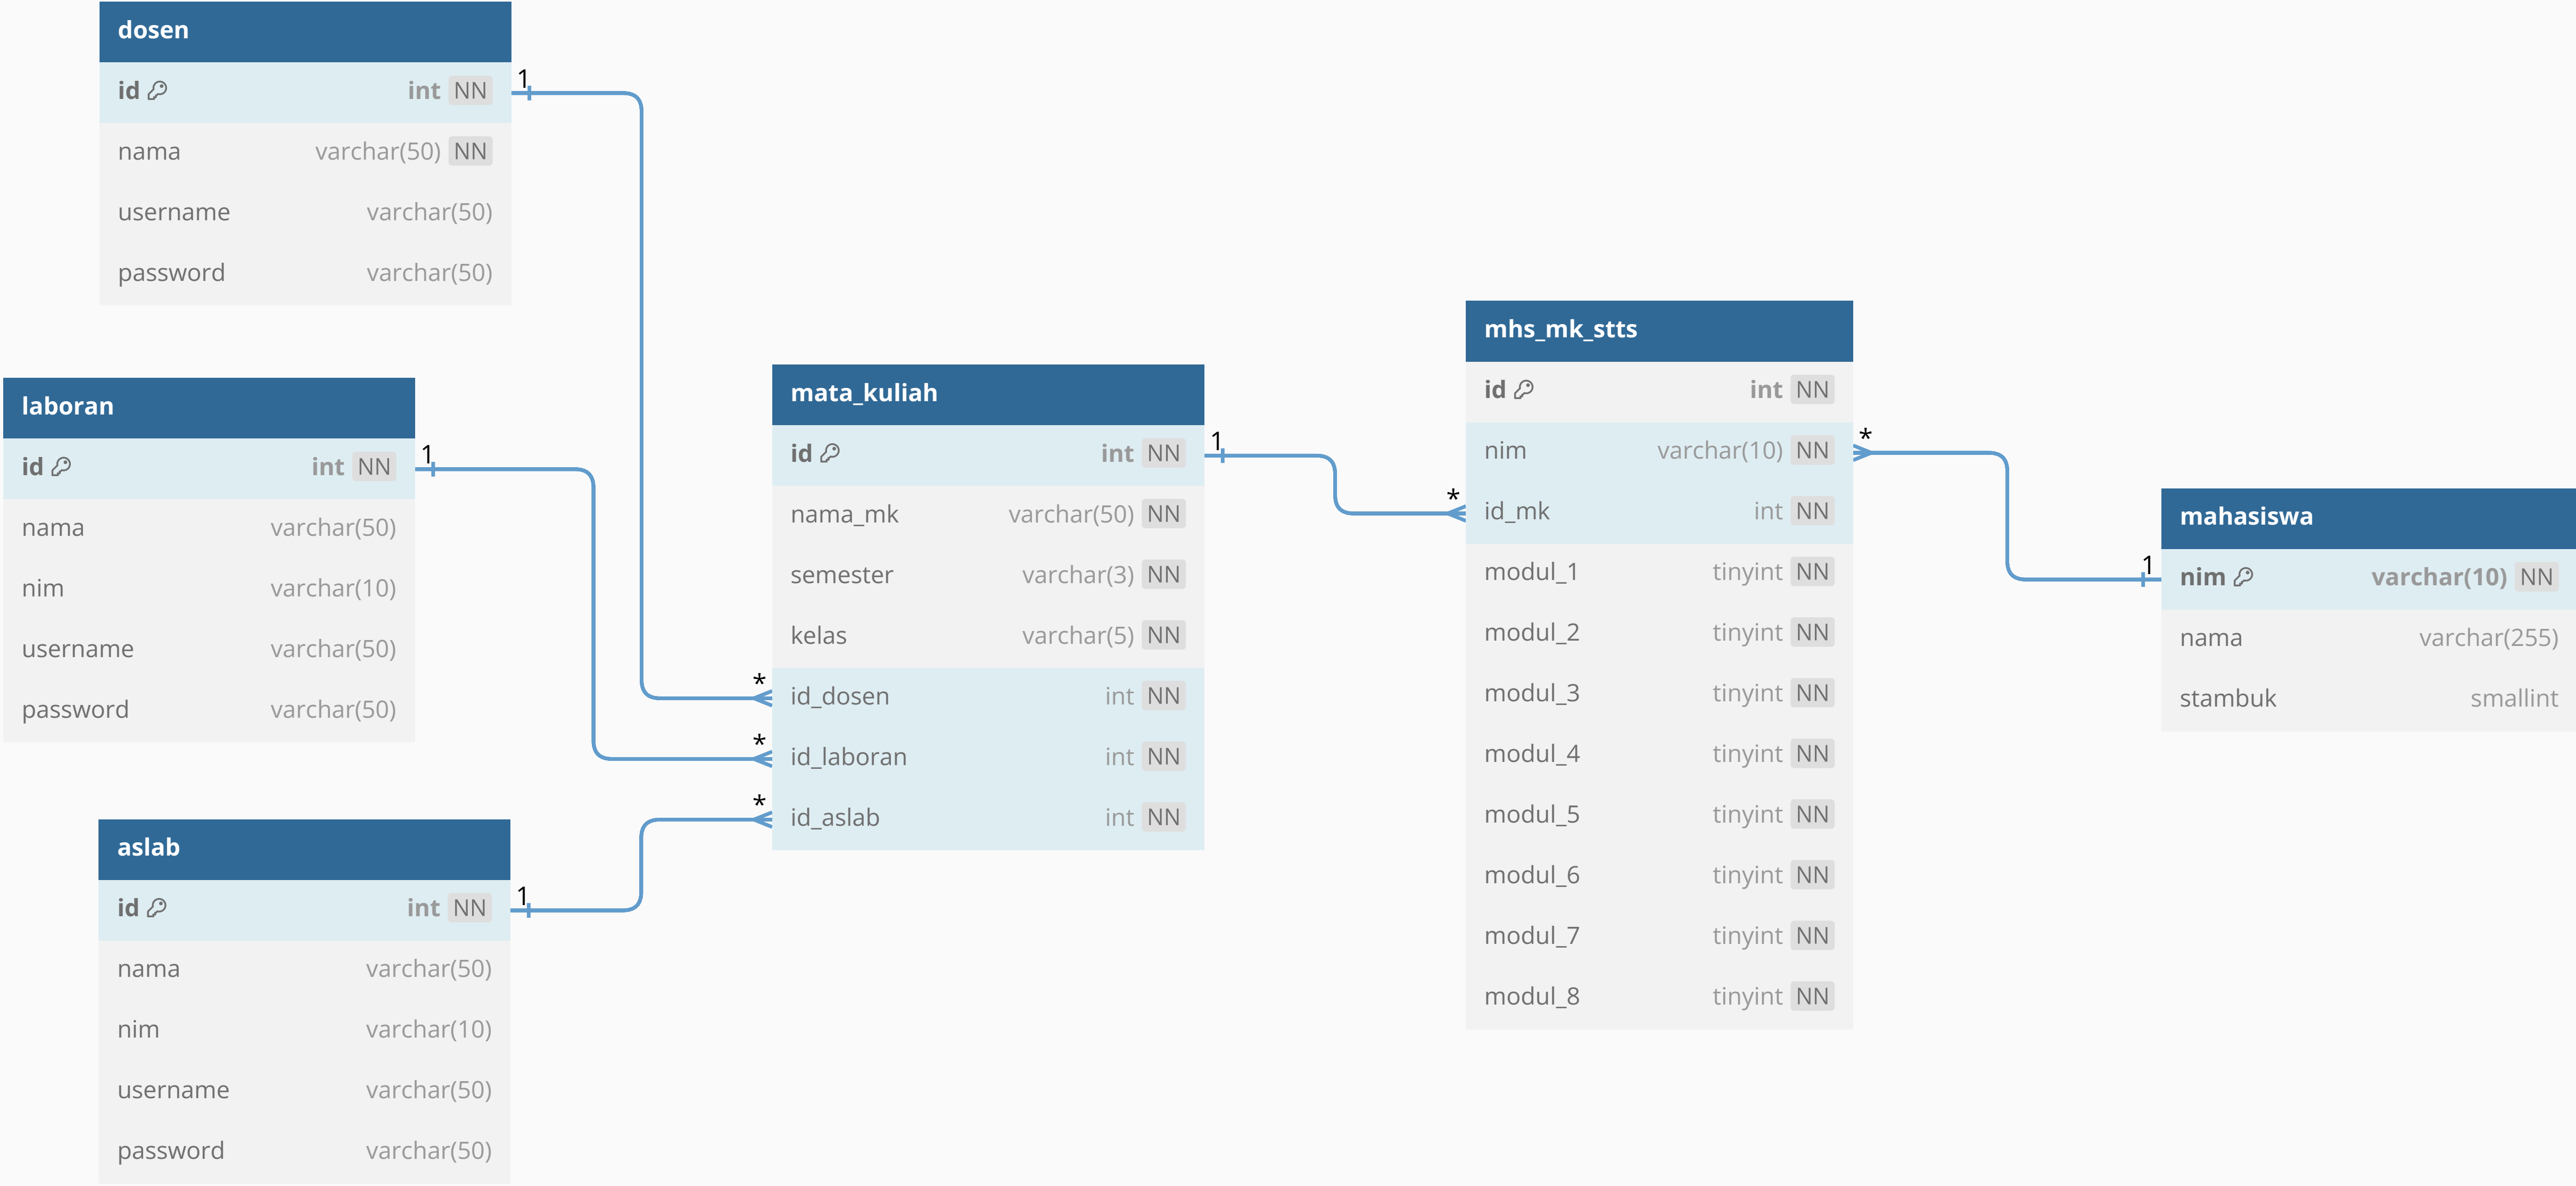 dosen
id int NN
nama varchar(50) NN
username varchar(50)
password varchar(50)
laboran
id int NN
nama varchar(50)
nim varchar(10)
username varchar(50)
password varchar(50)
aslab
id int NN
nama varchar(50)
nim varchar(10)
username varchar(50)
password varchar(50)
1
1
1
*
*
*
mata_kuliah
id int NN
nama_mk varchar(50) NN
semester varchar(3) NN
kelas varchar(5) NN
id_dosen int NN
id_laboran int NN
id_aslab int NN
1
*
mhs_mk_stts
id int NN
nim varchar(10) NN
id_mk int NN
modul_1 tinyint NN
modul_2 tinyint NN
modul_3 tinyint NN
modul_4 tinyint NN
modul_5 tinyint NN
modul_6 tinyint NN
modul_7 tinyint NN
modul_8 tinyint NN
*
1
mahasiswa
nim varchar(10) NN
nama varchar(255)
stambuk smallint